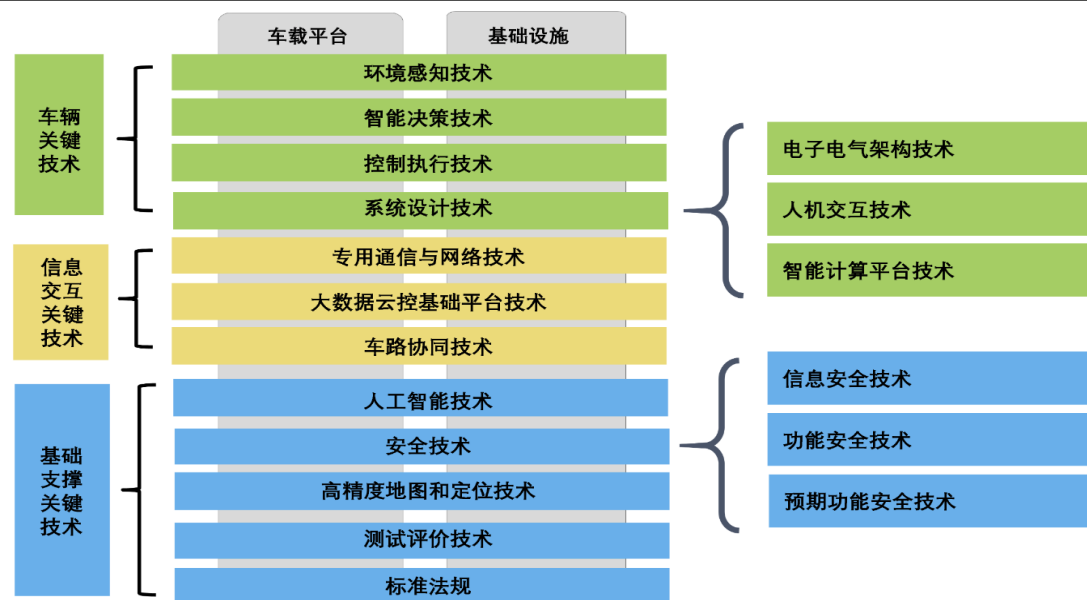 车载平台
基础设施
车辆
关键
技术
环境感知技术
智能决策技术
控制执行技术
系统设计技术
电子电气架构技术
人机交互技术
智能计算平台技术
信息
交互
关键
技术
专用通信与网络技术
大数据云控基础平台技术
车路协同技术
基础
支撑
关键
技术
人工智能技术
安全技术
高精度地图和定位技术
测试评价技术
标准法规
信息安全技术
功能安全技术
预期功能安全技术